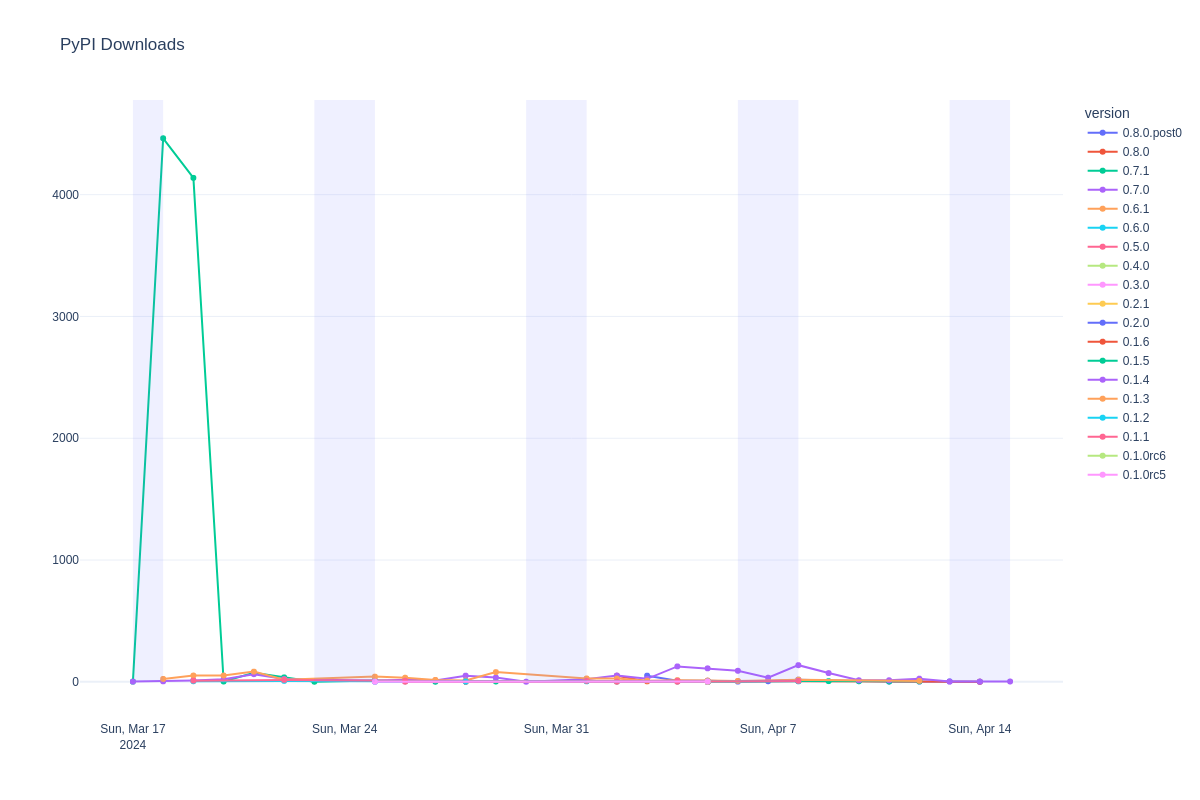 PyPI Downloads
4000
3000
2000
1000
0
Sun, Mar 17
2024
Sun, Mar 24
Sun, Mar 31
Sun, Apr 7
Sun, Apr 14
version
0.8.0.post0
0.8.0
0.7.1
0.7.0
0.6.1
0.6.0
0.5.0
0.4.0
0.3.0
0.2.1
0.2.0
0.1.6
0.1.5
0.1.4
0.1.3
0.1.2
0.1.1
0.1.0rc6
0.1.0rc5